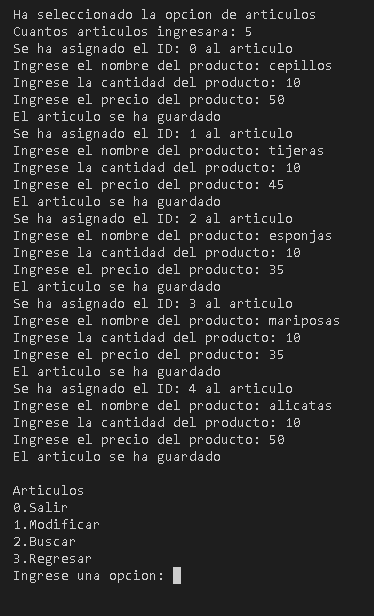 Ha seleccionado la opcion de articulos
Cuantos articulos ingresara: 5
Se ha asignado el ID: 0 al articulo
Ingrese el nombre del producto: cepillos
Ingrese la cantidad del producto: 10
Ingrese el precio del producto: 50
El articulo se ha guardado
Se ha asignado el ID: 1 al articulo
Ingrese el nombre del producto: tijeras
Ingrese la cantidad del producto: 10
Ingrese el precio del producto: 45
El articulo se ha guardado
Se ha asignado el ID: 2 al articulo
Ingrese el nombre del producto: esponjas
Ingrese la cantidad del producto: 10
Ingrese el precio del producto: 35
El articulo se ha guardado
Se ha asignado el ID: 3 al articulo
Ingrese el nombre del producto: mariposas
Ingrese la cantidad del producto: 10
Ingrese el precio del producto: 35
El articulo se ha guardado
Se ha asignado el ID: 4 al articulo
Ingrese el nombre del producto: alicatas
Ingrese la cantidad del producto: 10
Ingrese el precio del producto: 50
El articulo se ha guardado

Articulos
0.Salir
1.Modificar
2.Buscar
3.Regresar
Ingrese una opcion: